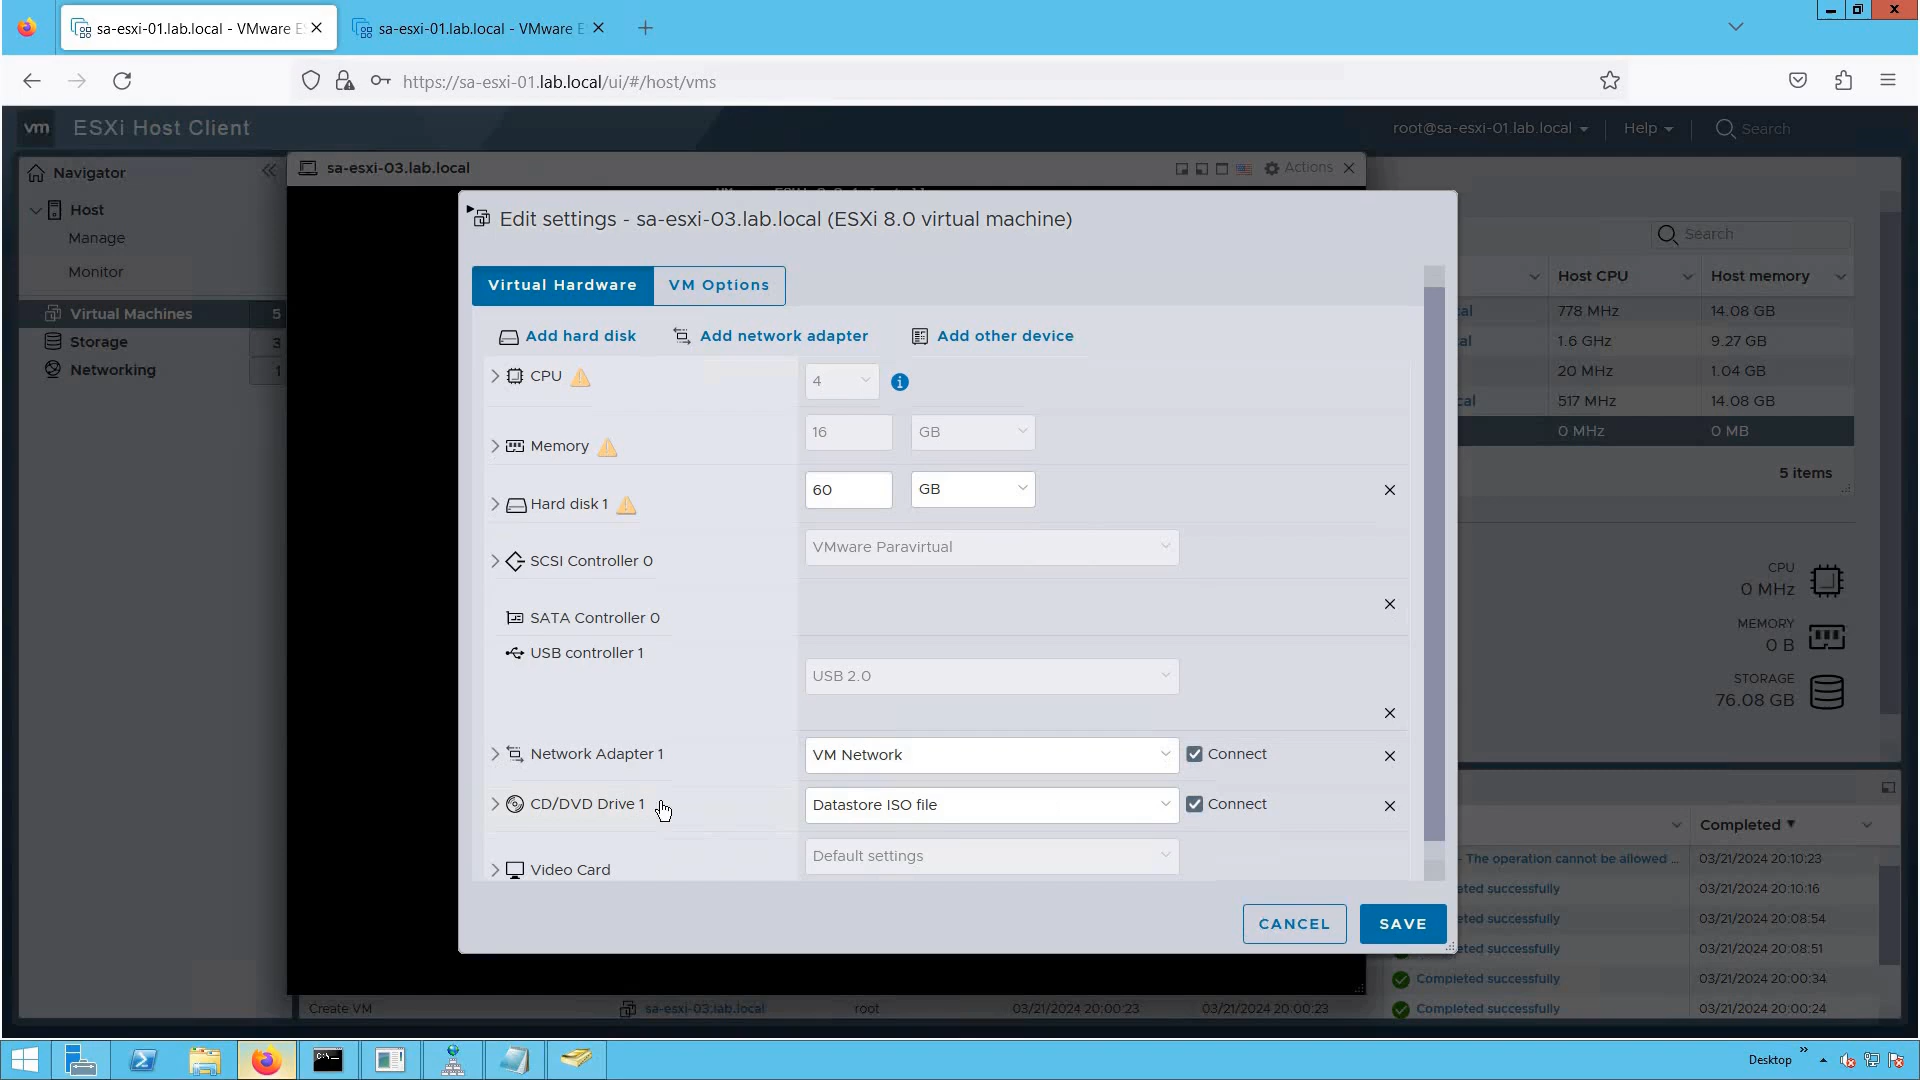 sa-esxi-01.lab.local - VMware E
sa-esxi-01.lab.local - VMware E
https://sa-esxi-01.lab.local/ui/#/host/vms
vm ESXi Host Client
root@sa-esxi-01.lab.local
Help
Search
Navigator
Host
Manage
Monitor
Virtual Machines 5
Storage 3
Networking 1
sa-esxi-03.lab.local
Actions
Search
Host CPU
Host memory
cal 778 MHz 14.08 GB
al 1.6 GHz 9.27 GB
20 MHz 1.04 GB
cal 517 MHz 14.08 GB
0 MHz 0 MB
5 items
CPU
0 MHz
MEMORY
0 B
STORAGE
76.08 GB
Edit settings - sa-esxi-03.lab.local (ESXi 8.0 virtual machine)
Virtual Hardware
VM Options
Add hard disk
Add network adapter
Add other device
CPU
4
Memory
16
GB
Hard disk 1
60
GB
SCSI Controller 0
VMware Paravirtual
SATA Controller 0
USB controller 1
USB 2.0
Network Adapter 1
VM Network
Connect
CD/DVD Drive 1
Datastore ISO file
Connect
Video Card
Default settings
CANCEL
SAVE
Completed
- The operation cannot be allowed ... 03/21/2024 20:10:23
eted successfully 03/21/2024 20:10:16
eted successfully 03/21/2024 20:08:54
eted successfully 03/21/2024 20:08:51
Completed successfully 03/21/2024 20:00:34
Create VM sa-esxi-03.lab.local root 03/21/2024 20:00:23 03/21/2024 20:00:23 Completed successfully 03/21/2024 20:00:24
Desktop